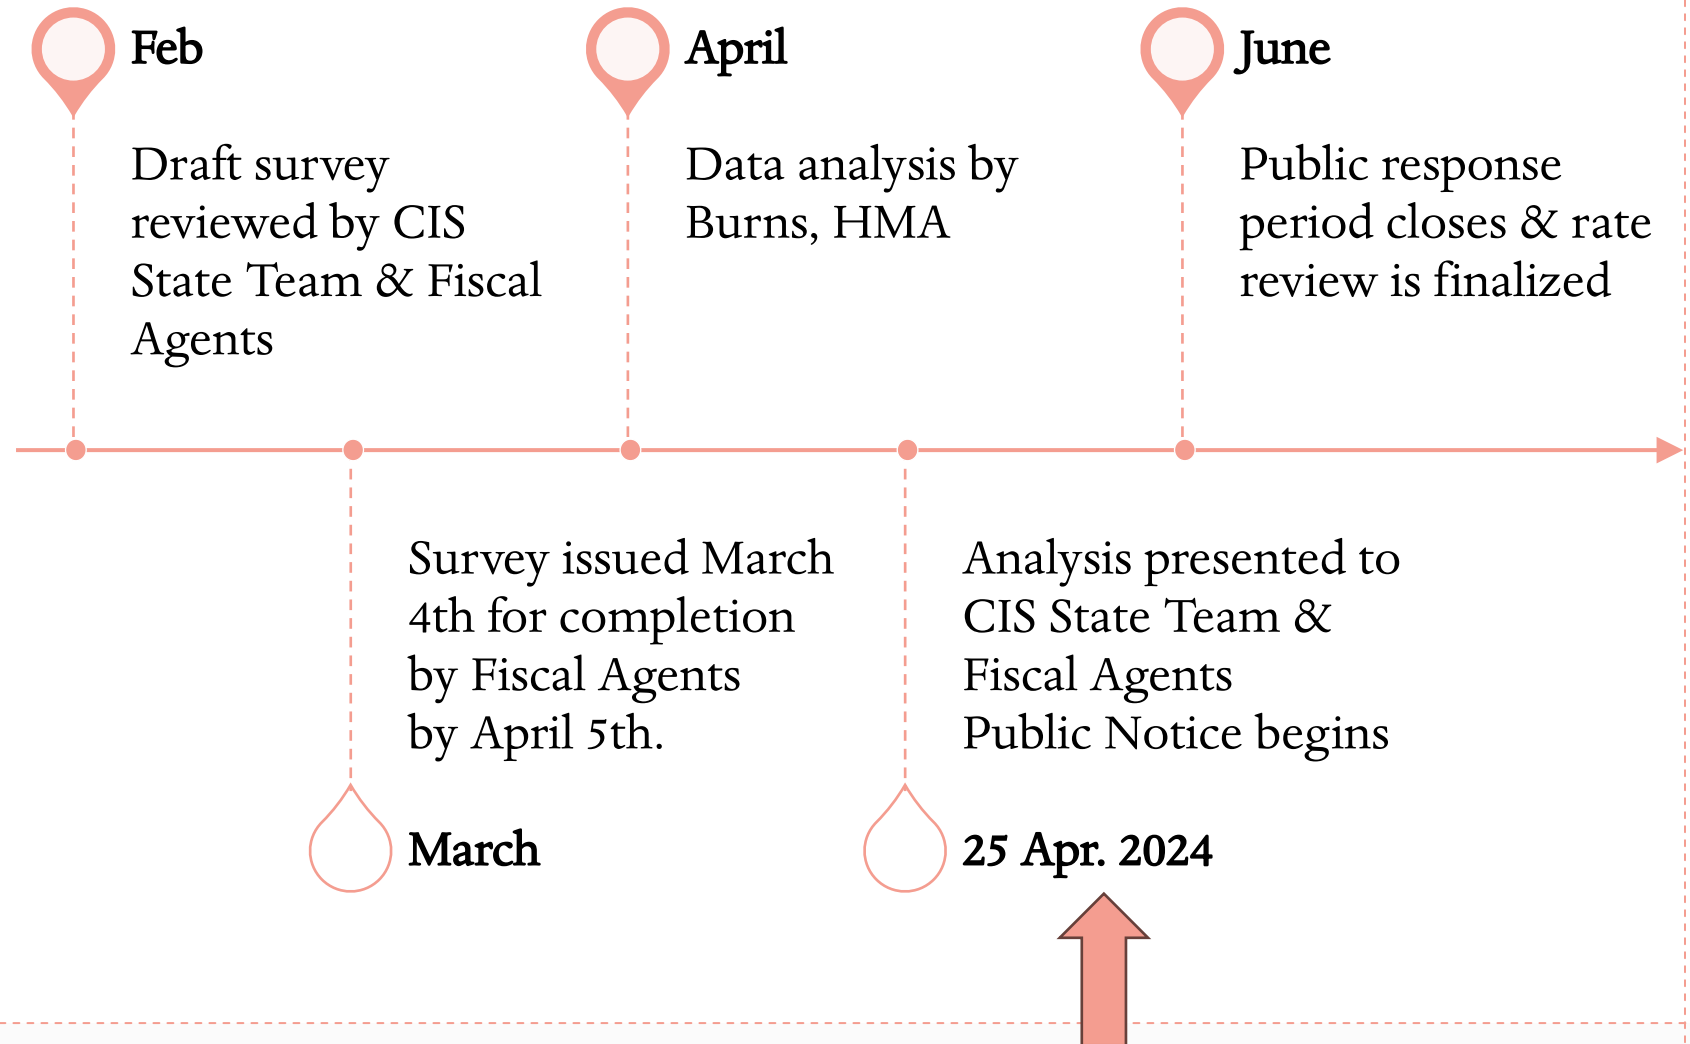 Feb
Draft survey
reviewed by CIS
State Team & Fiscal
Agents
April
Data analysis by
Burns, HMA
June
Public response
period closes & rate
review is finalized
Survey issued March
4th for completion
by Fiscal Agents
by April 5th.
March
Analysis presented to
CIS State Team &
Fiscal Agents
Public Notice begins
25 Apr. 2024